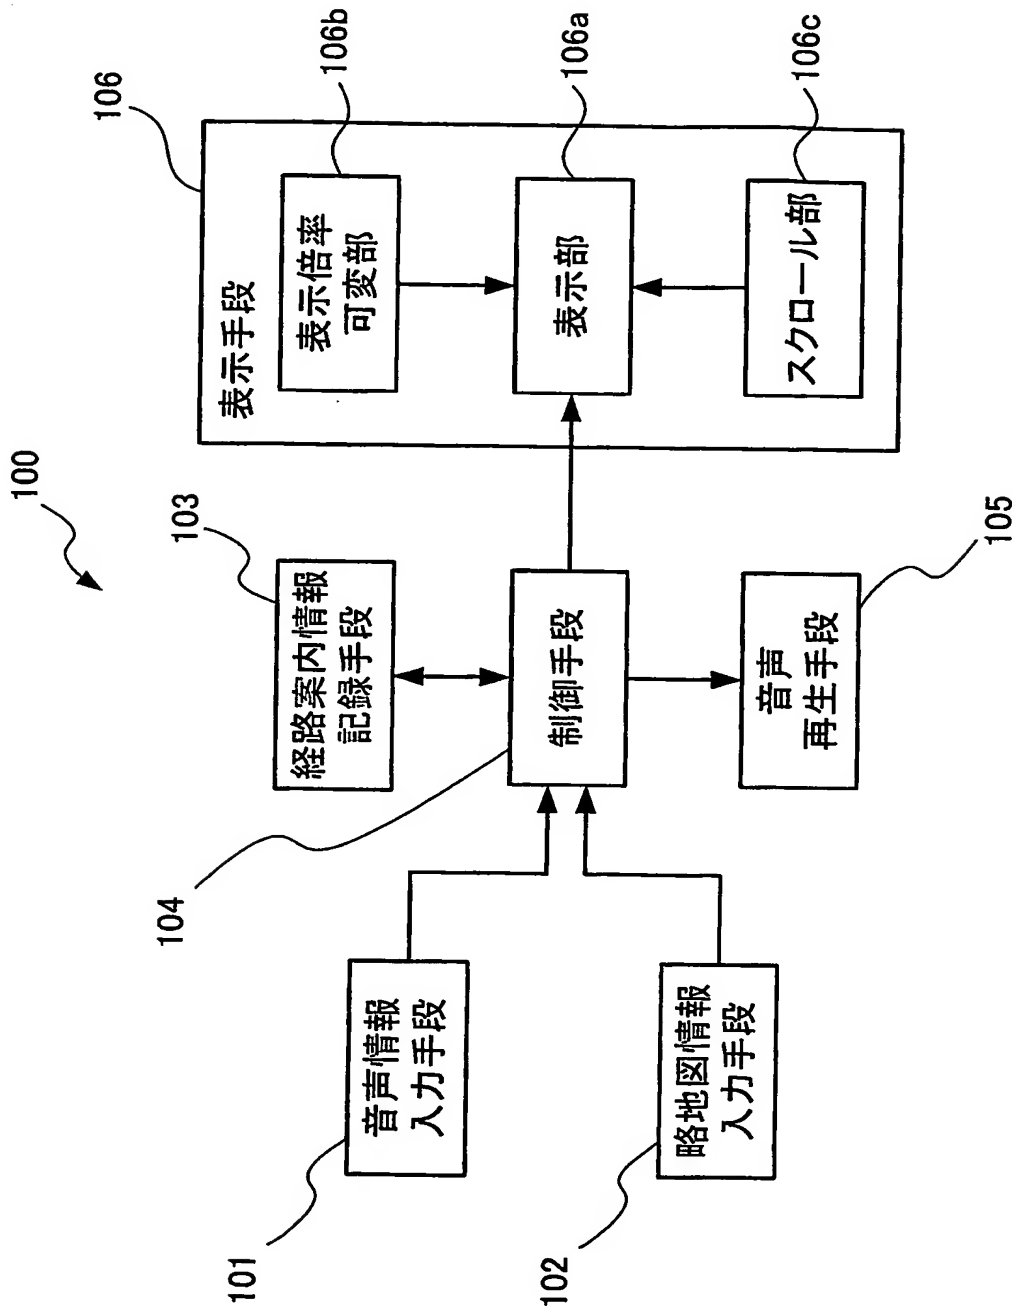 100
106
表示手段
106b
表示倍率
可変部
106a
表示部
106c
スクロール部
103
経路案内情報
記録手段
104
制御手段
105
音声
再生手段
101
音声情報
入力手段
102
略地図情報
入力手段